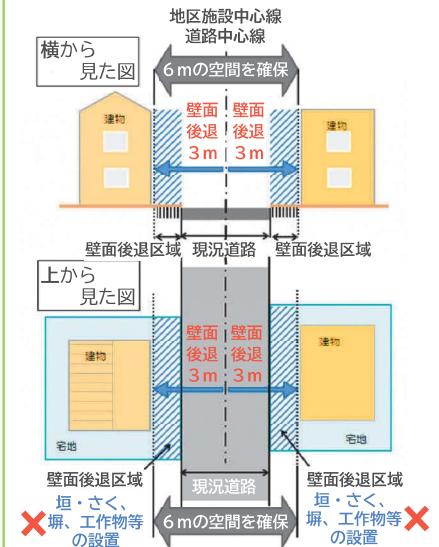 地区施設中心線
道路中心線
横から
見た図
6mの空間を確保
建物
壁面
後退
3m
壁面
後退
3m
建物
壁面後退区域
現況道路
壁面後退区域
上から
見た図
建物
壁面
後退
3m
壁面
後退
3m
建物
宅地
宅地
壁面後退区域
現況道路
壁面後退区域
垣・さく、
塀、工作物等
の設置
6mの空間を確保
垣・さく、
塀、工作物等
の設置